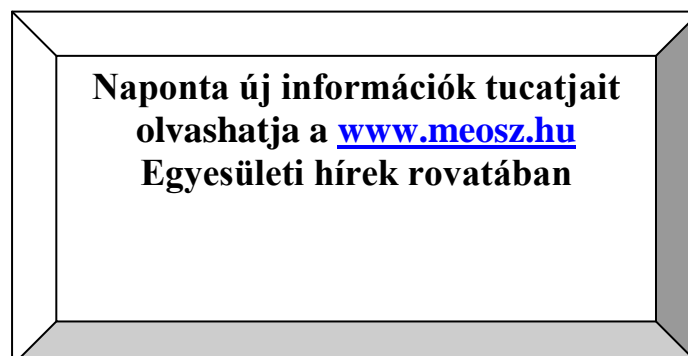 Naponta új információk tucatjait
olvashatja a www.meosz.hu
Egyesületi hírek rovatában